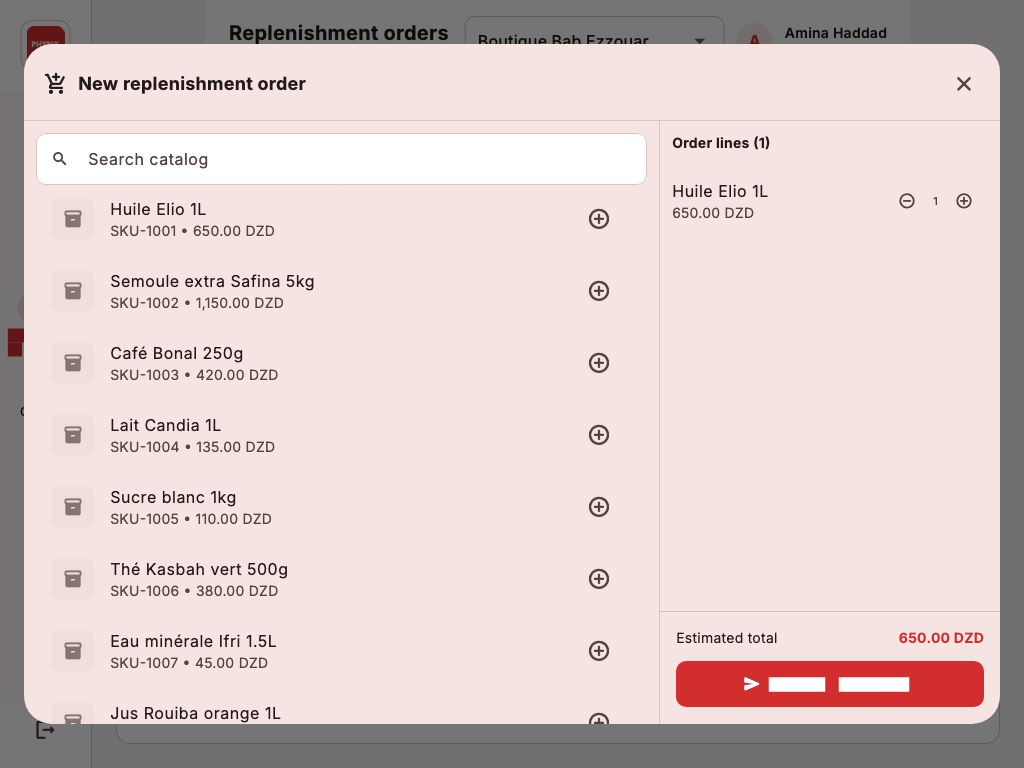 Replenishment orders
Boutique Bab Ezzouar
A
Amina Haddad
New replenishment order
Search catalog
Huile Elio 1L
SKU-1001 • 650.00 DZD
Semoule extra Safina 5kg
SKU-1002 • 1,150.00 DZD
Café Bonal 250g
SKU-1003 • 420.00 DZD
Lait Candia 1L
SKU-1004 • 135.00 DZD
Sucre blanc 1kg
SKU-1005 • 110.00 DZD
Thé Kasbah vert 500g
SKU-1006 • 380.00 DZD
Eau minérale Ifri 1.5L
SKU-1007 • 45.00 DZD
Jus Rouiba orange 1L
Order lines (1)
Huile Elio 1L
650.00 DZD
1
Estimated total
650.00 DZD